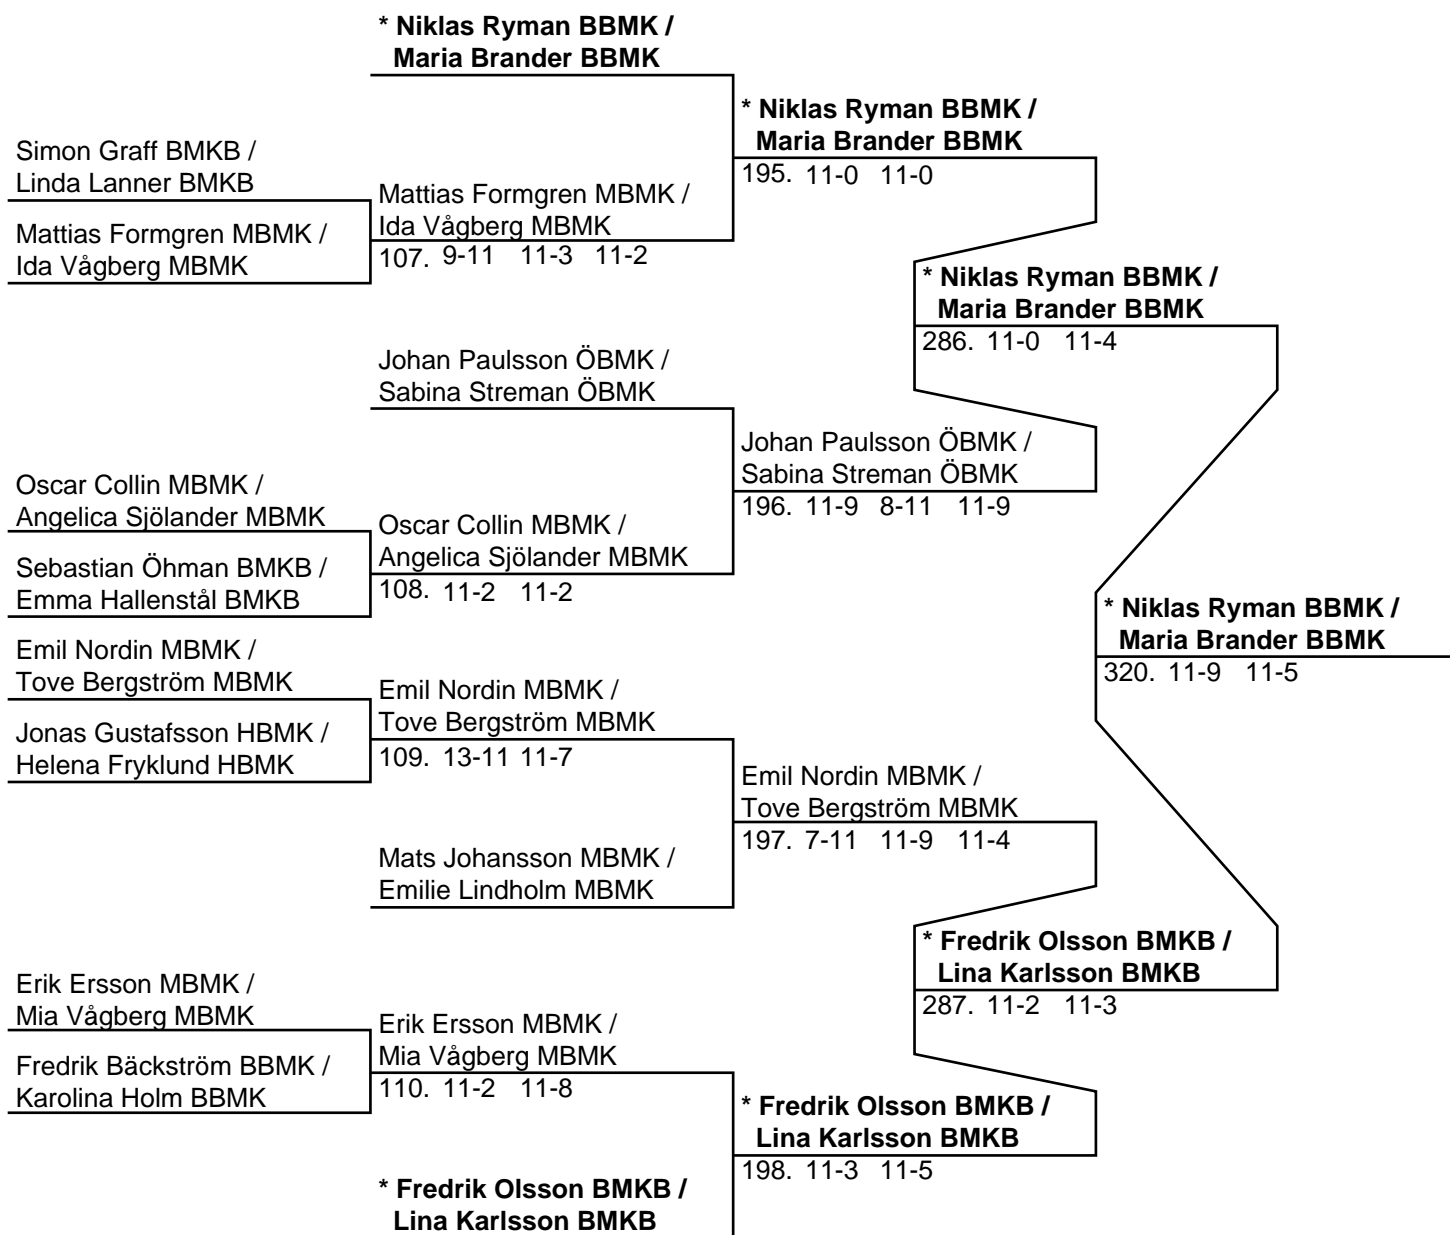 * Niklas Ryman BBMK /
Maria Brander BBMK
* Niklas Ryman BBMK /
Maria Brander BBMK
195. 11-0 11-0
Simon Graff BMKB /
Linda Lanner BMKB
Mattias Formgren MBMK /
Ida Vågberg MBMK
107. 9-11 11-3 11-2
Mattias Formgren MBMK /
Ida Vågberg MBMK
* Niklas Ryman BBMK /
Maria Brander BBMK
286. 11-0 11-4
Johan Paulsson ÖBMK /
Sabina Streman ÖBMK
Johan Paulsson ÖBMK /
Sabina Streman ÖBMK
196. 11-9 8-11 11-9
Oscar Collin MBMK /
Angelica Sjölander MBMK
Oscar Collin MBMK /
Angelica Sjölander MBMK
108. 11-2 11-2
Sebastian Öhman BMKB /
Emma Hallenstål BMKB
* Niklas Ryman BBMK /
Maria Brander BBMK
320. 11-9 11-5
Emil Nordin MBMK /
Tove Bergström MBMK
Emil Nordin MBMK /
Tove Bergström MBMK
109. 13-11 11-7
Jonas Gustafsson HBMK /
Helena Fryklund HBMK
Emil Nordin MBMK /
Tove Bergström MBMK
197. 7-11 11-9 11-4
Mats Johansson MBMK /
Emilie Lindholm MBMK
* Fredrik Olsson BMKB /
Lina Karlsson BMKB
287. 11-2 11-3
Erik Ersson MBMK /
Mia Vågberg MBMK
Erik Ersson MBMK /
Mia Vågberg MBMK
110. 11-2 11-8
Fredrik Bäckström BBMK /
Karolina Holm BBMK
* Fredrik Olsson BMKB /
Lina Karlsson BMKB
198. 11-3 11-5
* Fredrik Olsson BMKB /
Lina Karlsson BMKB